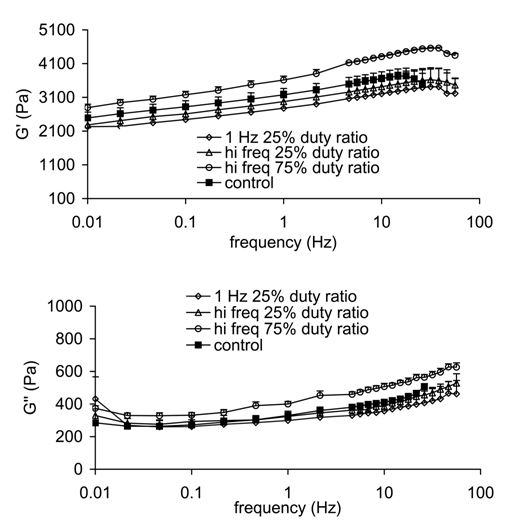 5100
4100
3100
2100
1100
100
G' (Pa)
1 Hz 25% duty ratio
hi freq 25% duty ratio
hi freq 75% duty ratio
control
0.01 0.1 1 10 100
frequency (Hz)
1000
800
600
400
200
0
G'' (Pa)
1 Hz 25% duty ratio
hi freq 25% duty ratio
hi freq 75% duty ratio
control
0.01 0.1 1 10 100
frequency (Hz)